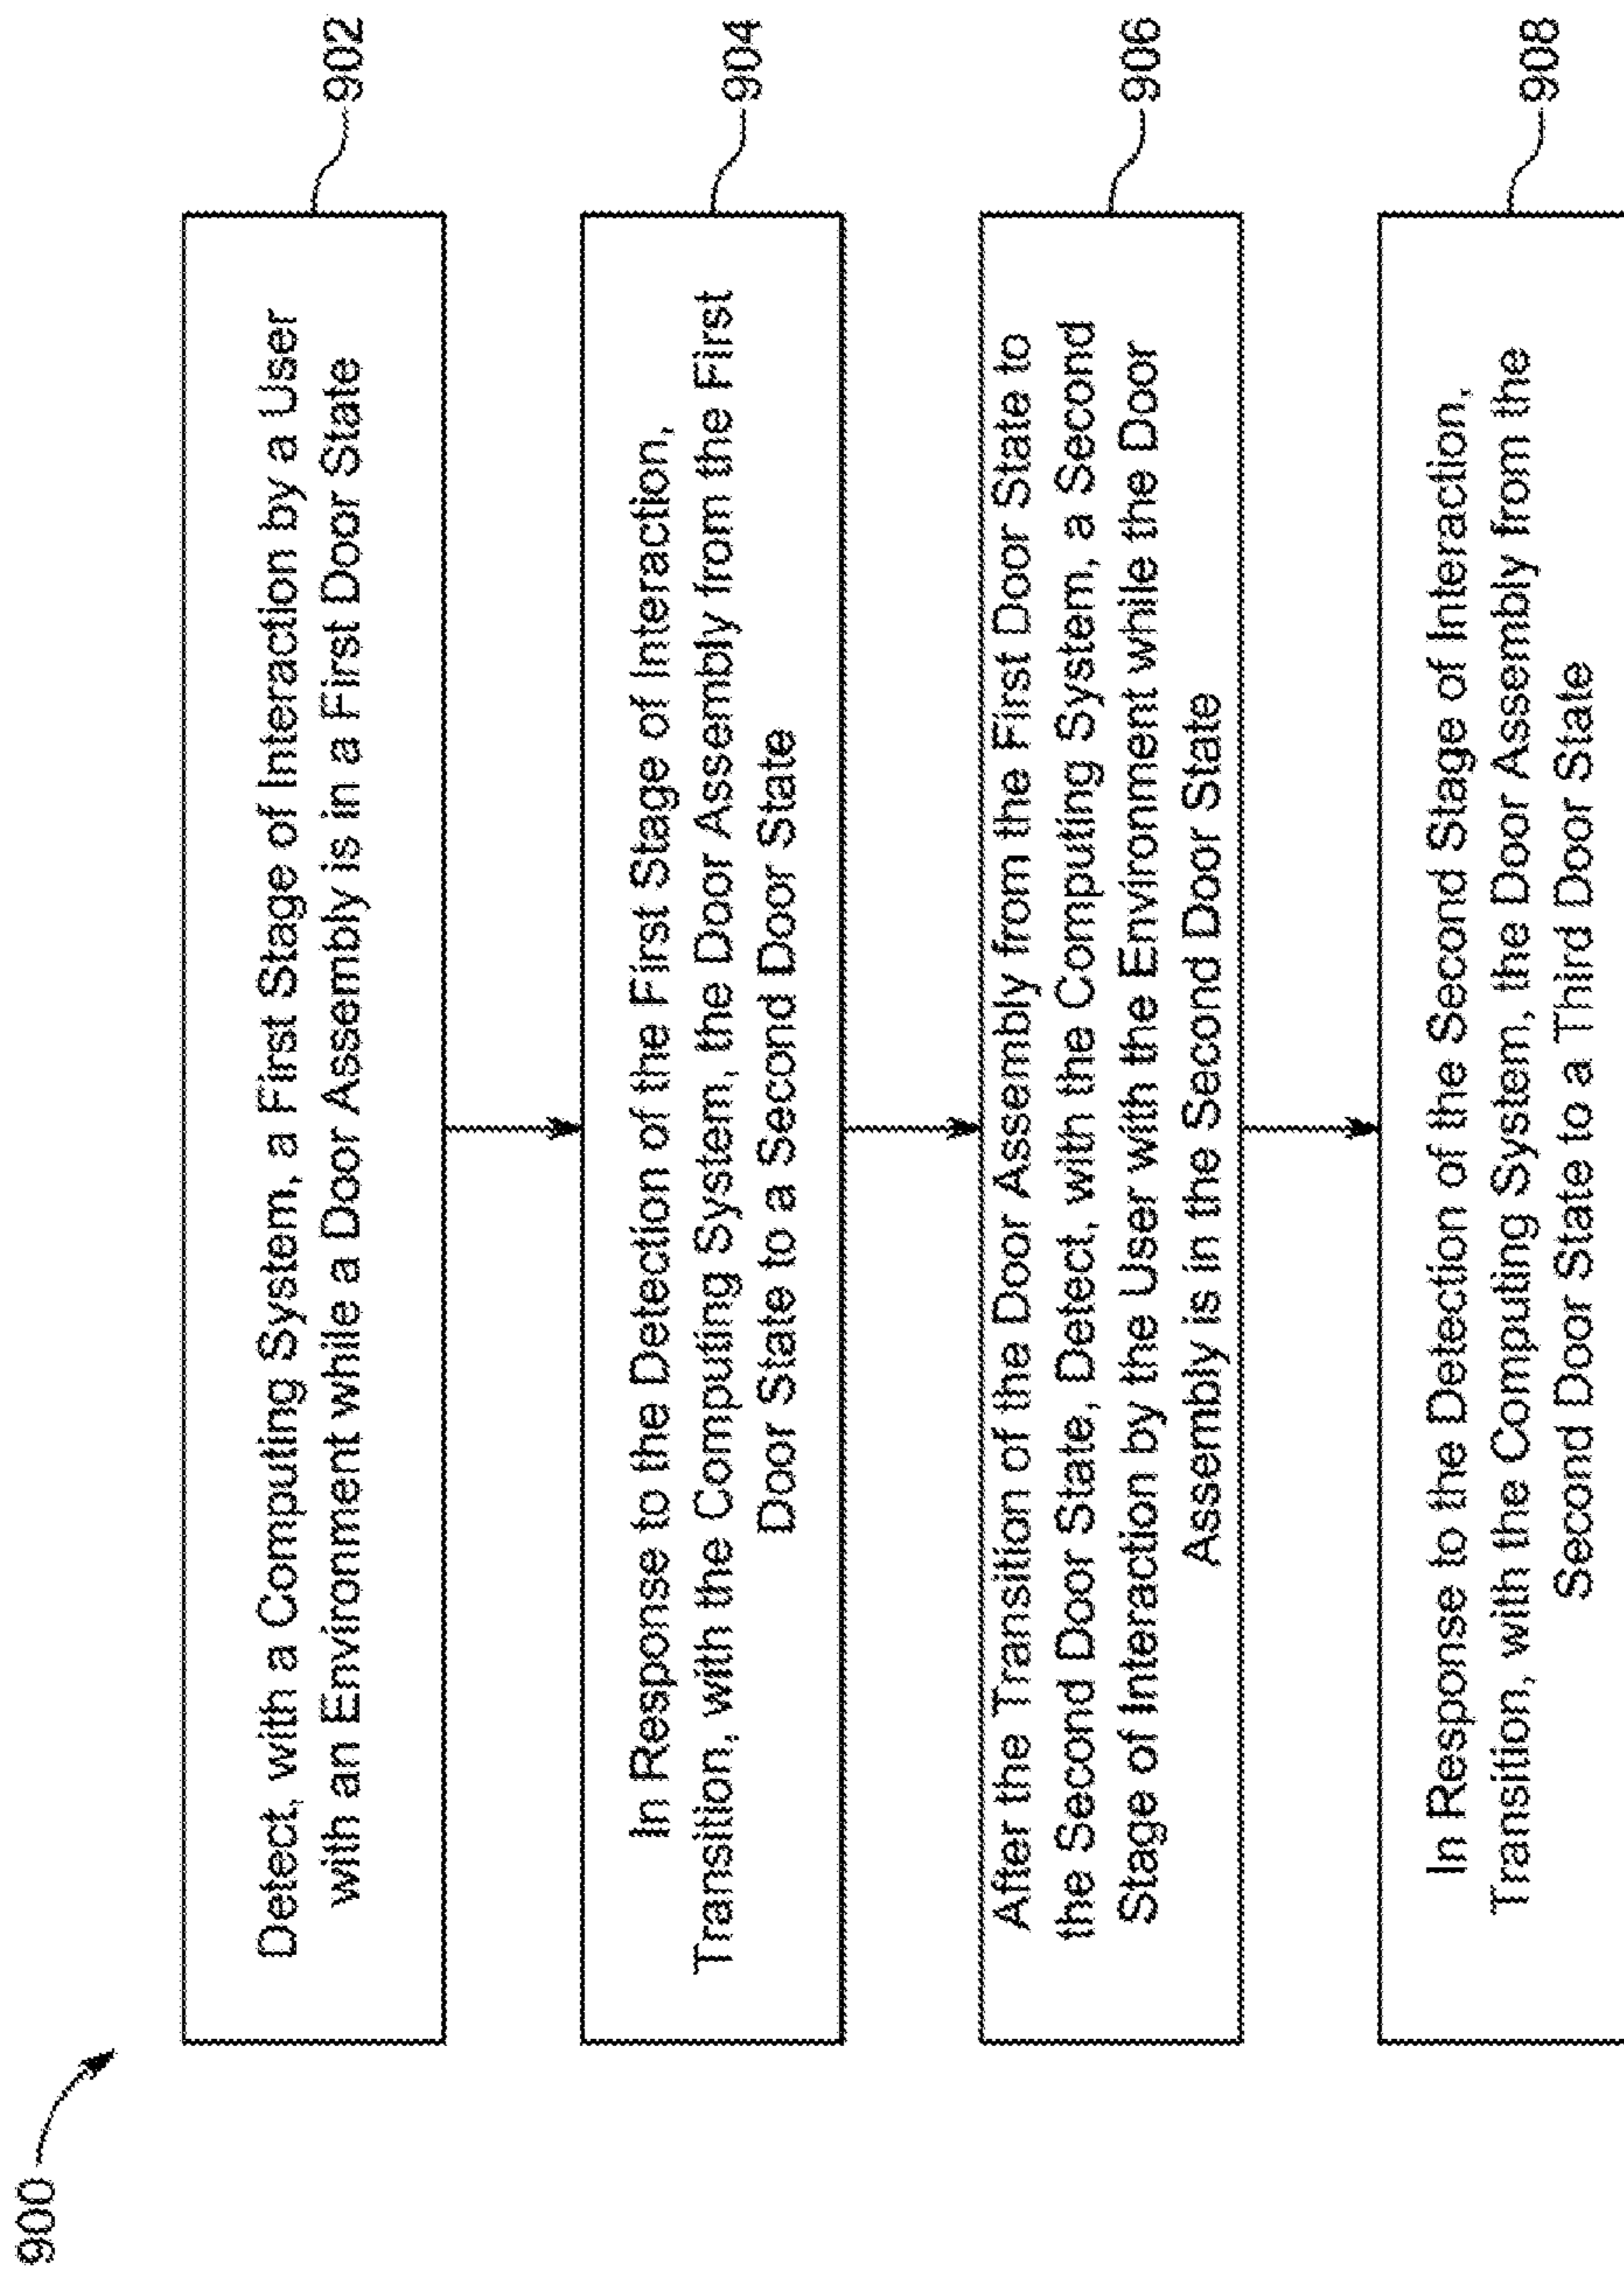 900
Detect, with a Computing System, a First Stage of Interaction by a User
with an Environment while a Door Assembly is in a First Door State
902
In Response to the Detection of the First Stage of Interaction,
Transition, with the Computing System, the Door Assembly from the First
Door State to a Second Door State
904
After the Transition of the Door Assembly from the First Door State to
the Second Door State, Detect, with the Computing System, a Second
Stage of Interaction by the User with the Environment while the Door
Assembly is in the Second Door State
906
In Response to the Detection of the Second Stage of Interaction,
Transition, with the Computing System, the Door Assembly from the
Second Door State to a Third Door State
908